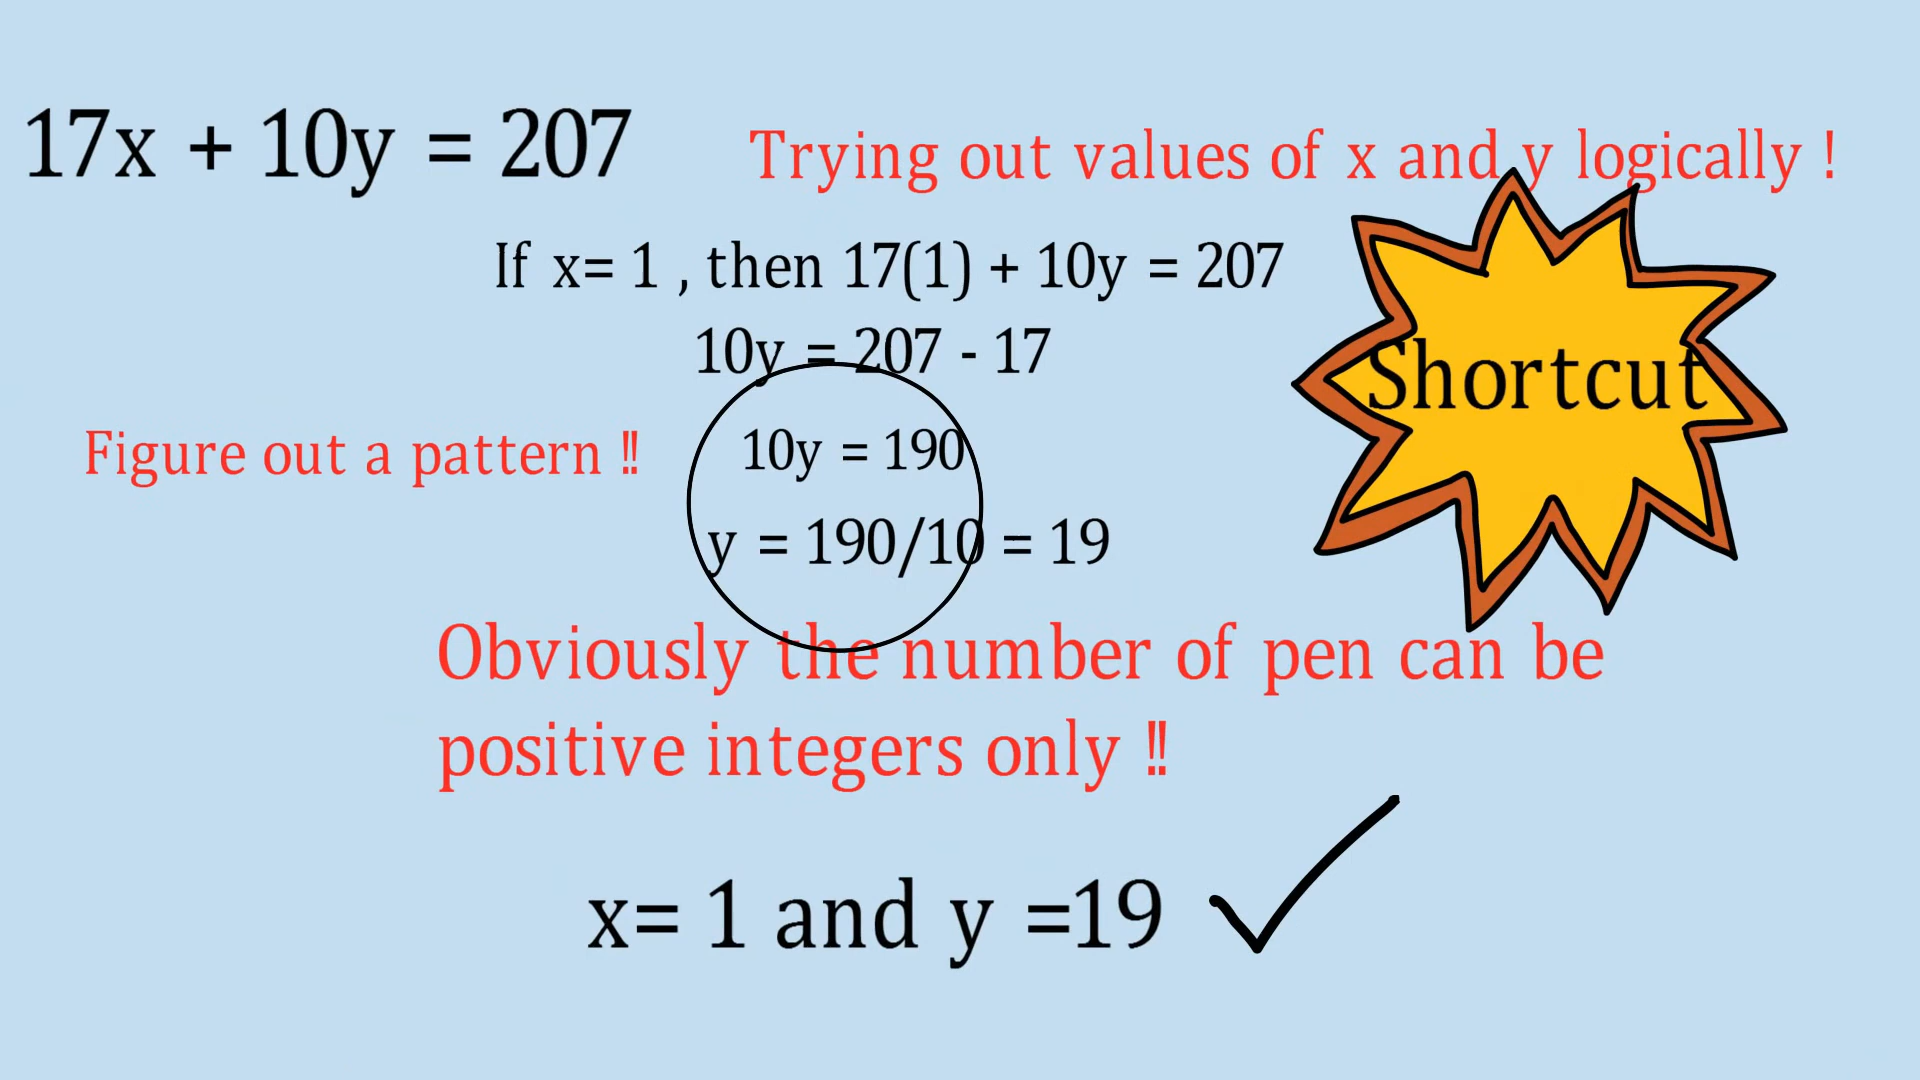 17x + 10y = 207
Trying out values of x and y logically !
If x= 1 , then 17(1) + 10y = 207
10y = 207 - 17
Shortcut
Figure out a pattern !!
10y = 190
y = 190/10 = 19
Obviously the number of pen can be
positive integers only !!
x= 1 and y =19